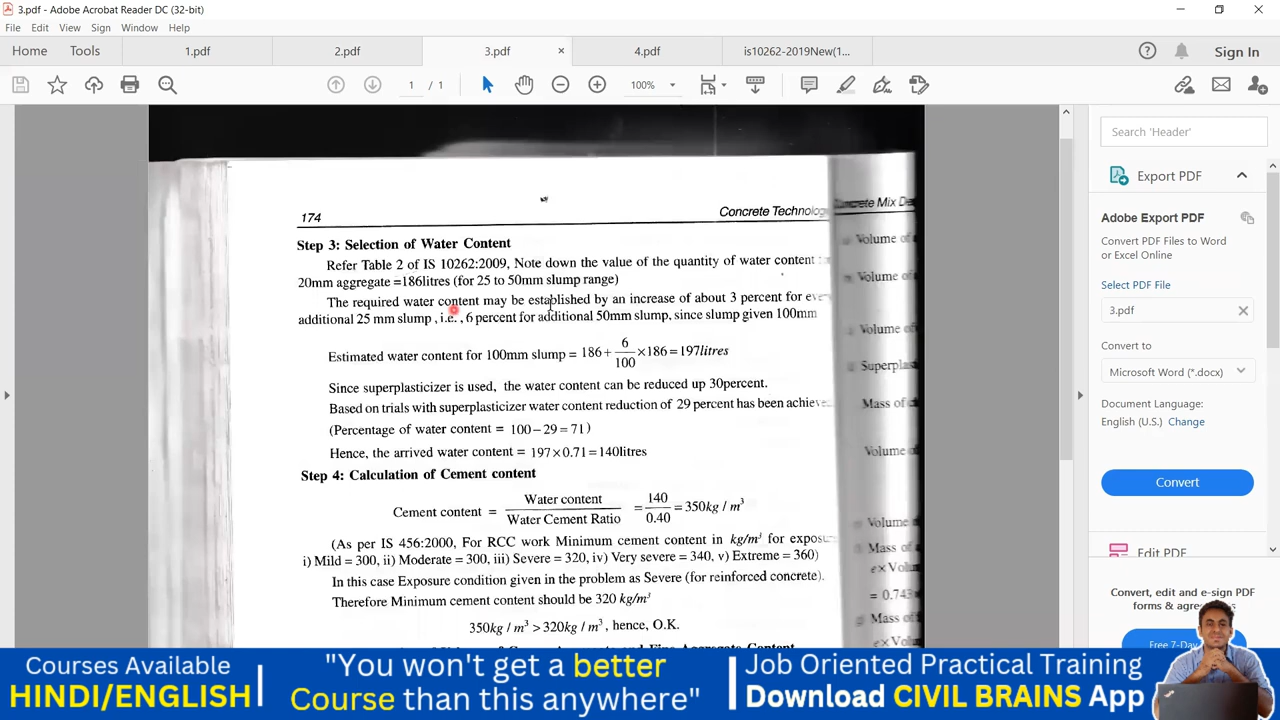 3.pdf - Adobe Acrobat Reader DC (32-bit)
File Edit View Sign Window Help
Home Tools 1.pdf 2.pdf 3.pdf × 4.pdf is10262-2019New(1... Sign In
1 / 1 100%
Search 'Header'
Export PDF
Adobe Export PDF
Convert PDF Files to Word
or Excel Online
Select PDF File
3.pdf
Convert to
Microsoft Word (*.docx)
Document Language:
English (U.S.) Change
Convert
Edit PDF
Convert, edit and e-sign PDF
forms &
Free 7-Day
174 Concrete Technolog
Step 3: Selection of Water Content
Refer Table 2 of IS 10262:2009, Note down the value of the quantity of water content
20mm aggregate =186litres (for 25 to 50mm slump range)
The required water content may be established by an increase of about 3 percent for eve
additional 25 mm slump , i.e. , 6 percent for additional 50mm slump, since slump given 100mm
Estimated water content for 100mm slump = 186 + 6/100 × 186 = 197litres
Since superplasticizer is used, the water content can be reduced up 30percent.
Based on trials with superplasticizer water content reduction of 29 percent has been achieve
(Percentage of water content = 100 – 29 = 71 )
Hence, the arrived water content = 197 × 0.71 = 140litres
Step 4: Calculation of Cement content
Cement content = Water content / Water Cement Ratio = 140 / 0.40 = 350kg / m³
(As per IS 456:2000, For RCC work Minimum cement content in kg/m³ for exposu
i) Mild = 300, ii) Moderate = 300, iii) Severe = 320, iv) Very severe = 340, v) Extreme = 360)
In this case Exposure condition given in the problem as Severe (for reinforced concrete).
Therefore Minimum cement content should be 320 kg/m³
350kg / m³ > 320kg / m³ , hence, O.K.
Concrete Mix De
Volume of
Volume of
Volume of
Superplast
Mass of
Volume
Volume
Mass of
× Volu
= 0.743
Mass of
× Volu
Courses Available
HINDI/ENGLISH
"You won't get a better
Course than this anywhere"
Job Oriented Practical Training
Download CIVIL BRAINS App